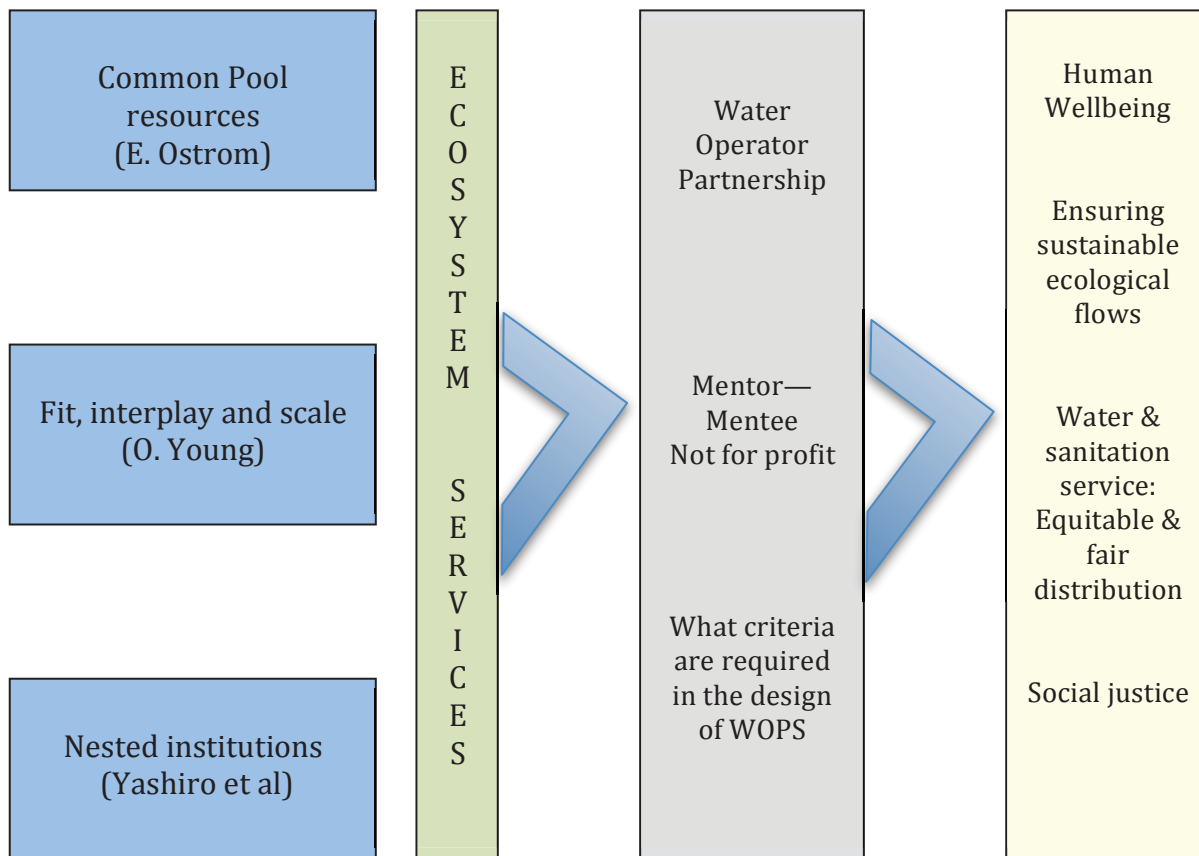 Common Pool
resources
(E. Ostrom)
Fit, interplay and scale
(O. Young)
Nested institutions
(Yashiro et al)
E
C
O
S
Y
S
T
E
M
S
E
R
V
I
C
E
S
Water
Operator
Partnership
Mentor—
Mentee
Not for profit
What criteria
are required
in the design
of WOPS
Human
Wellbeing
Ensuring
sustainable
ecological
flows
Water &
sanitation
service:
Equitable &
fair
distribution
Social justice